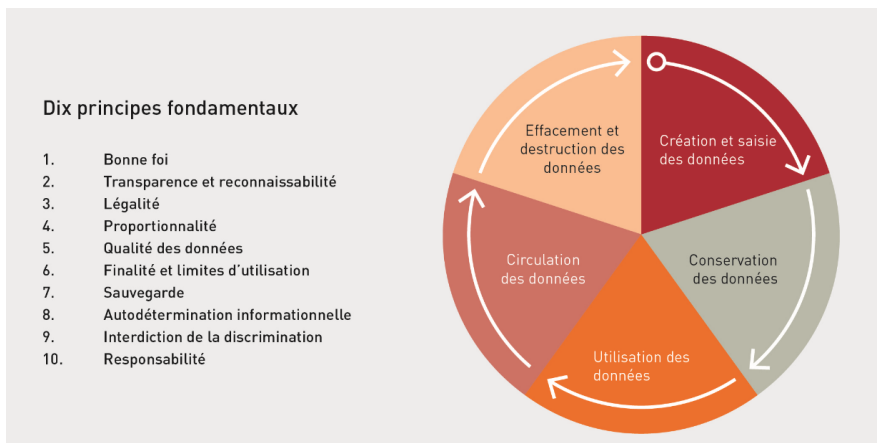 Dix principes fondamentaux
1. Bonne foi
2. Transparence et reconnaissabilité
3. Légalité
4. Proportionnalité
5. Qualité des données
6. Finalité et limites d’utilisation
7. Sauvegarde
8. Autodétermination informationnelle
9. Interdiction de la discrimination
10. Responsabilité
Création et saisie
des données
Conservation
des données
Utilisation des
données
Circulation
des données
Effacement et
destruction des
données